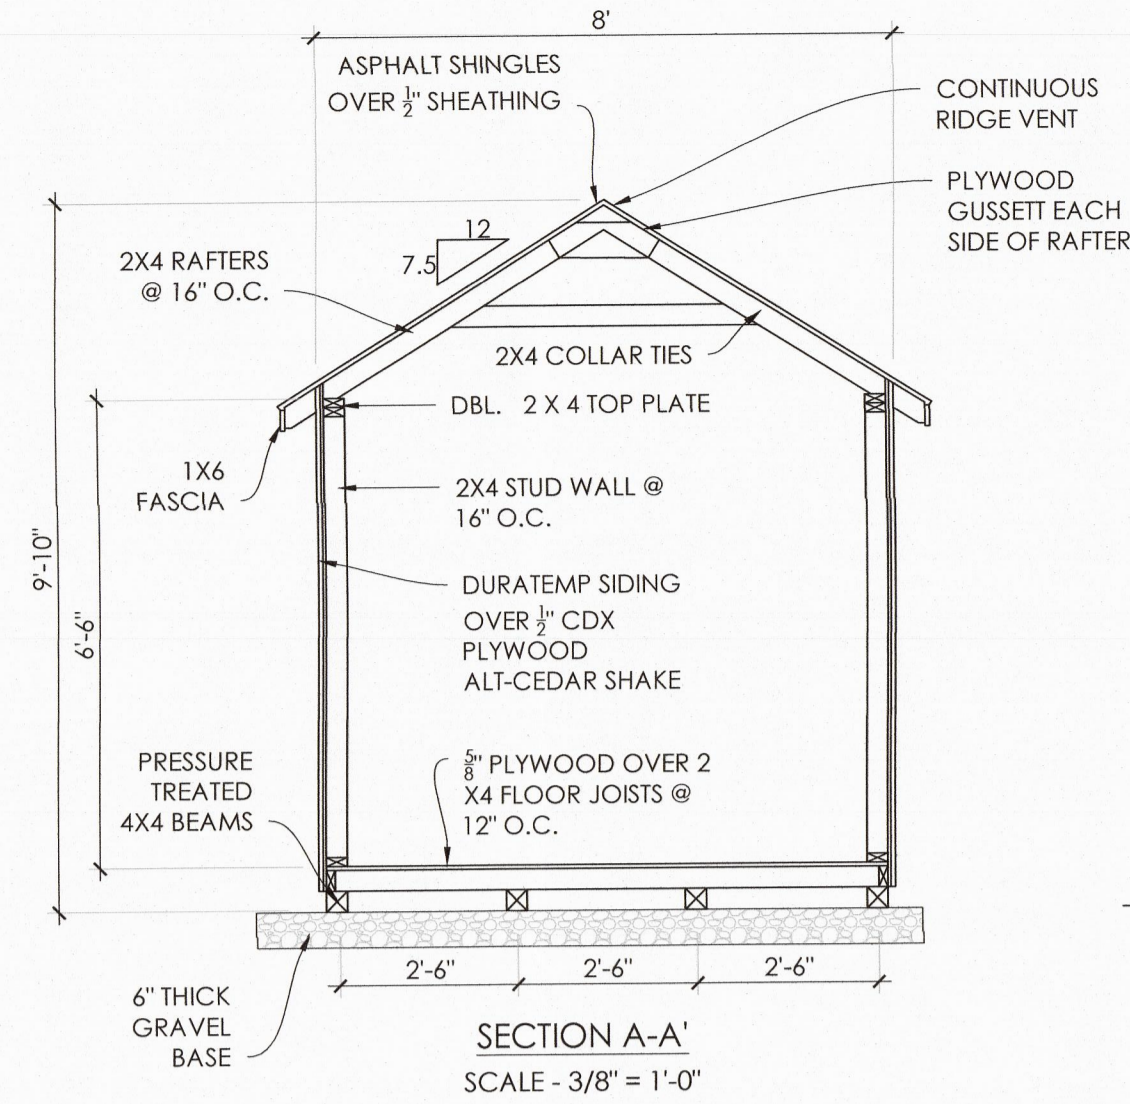 8'
ASPHALT SHINGLES
OVER 1/2" SHEATHING
CONTINUOUS
RIDGE VENT
PLYWOOD
GUSSETT EACH
SIDE OF RAFTER
12
7.5
2X4 RAFTERS
@ 16" O.C.
2X4 COLLAR TIES
DBL. 2 X 4 TOP PLATE
1X6
FASCIA
2X4 STUD WALL @
16" O.C.
9'-10"
6'-6"
DURATEMP SIDING
OVER 1/2" CDX
PLYWOOD
ALT-CEDAR SHAKE
PRESSURE
TREATED
4X4 BEAMS
5/8" PLYWOOD OVER 2
X4 FLOOR JOISTS @
12" O.C.
2'-6"
2'-6"
2'-6"
6" THICK
GRAVEL
BASE
SECTION A-A'
SCALE - 3/8" = 1'-0"